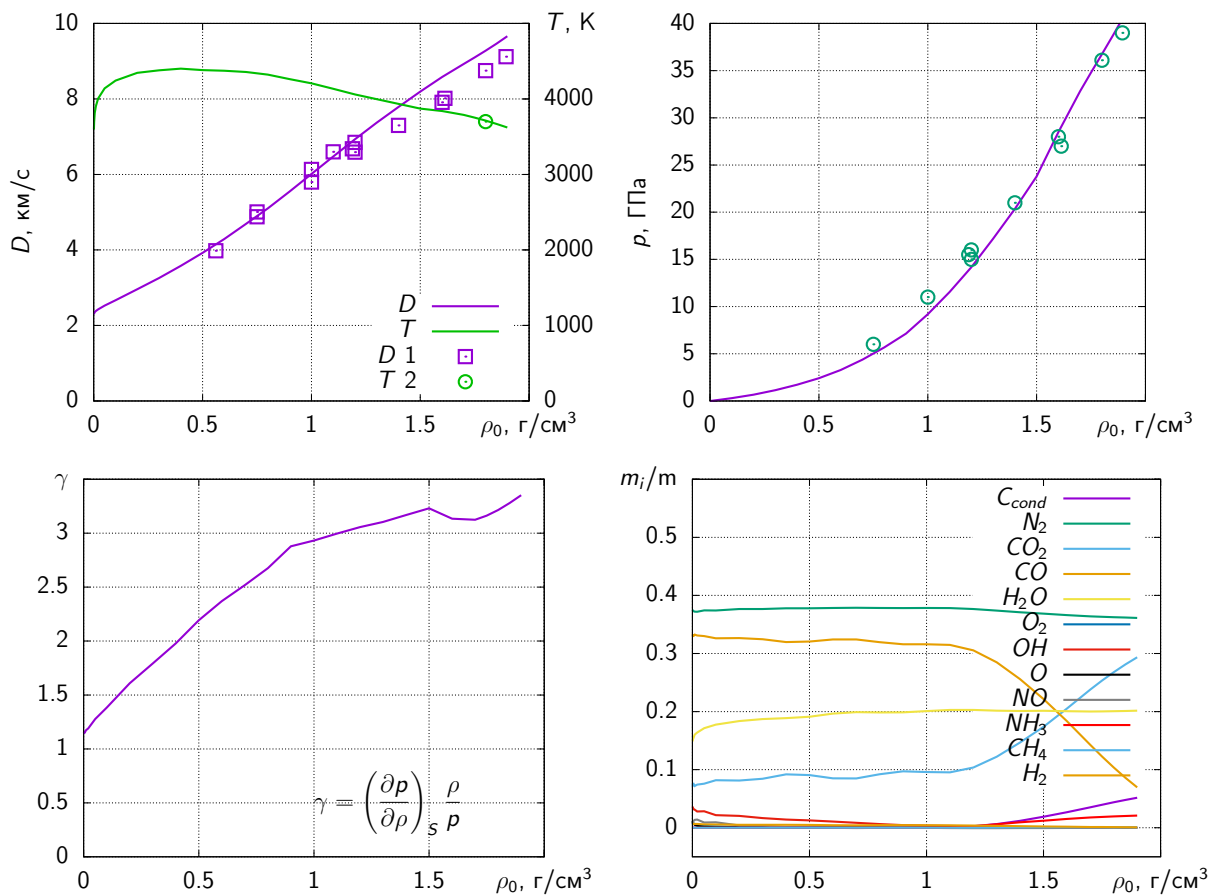 T, K
D, км/с
10
8
6
4
2
0
4000
3000
2000
1000
0
D
T
D 1
T 2
0
0.5
1
1.5
ρ₀, г/см³
p, ГПа
40
35
30
25
20
15
10
5
0
0
0.5
1
1.5
ρ₀, г/см³
γ
3
2.5
2
1.5
1
0.5
0
γ = (∂p/∂ρ)_S ρ/p
0
0.5
1
1.5
ρ₀, г/см³
m_i/m
0.5
0.4
0.3
0.2
0.1
0
C_cond
N₂
CO₂
CO
H₂O
O₂
OH
O
NO
NH₃
CH₄
H₂
0
0.5
1
1.5
ρ₀, г/см³